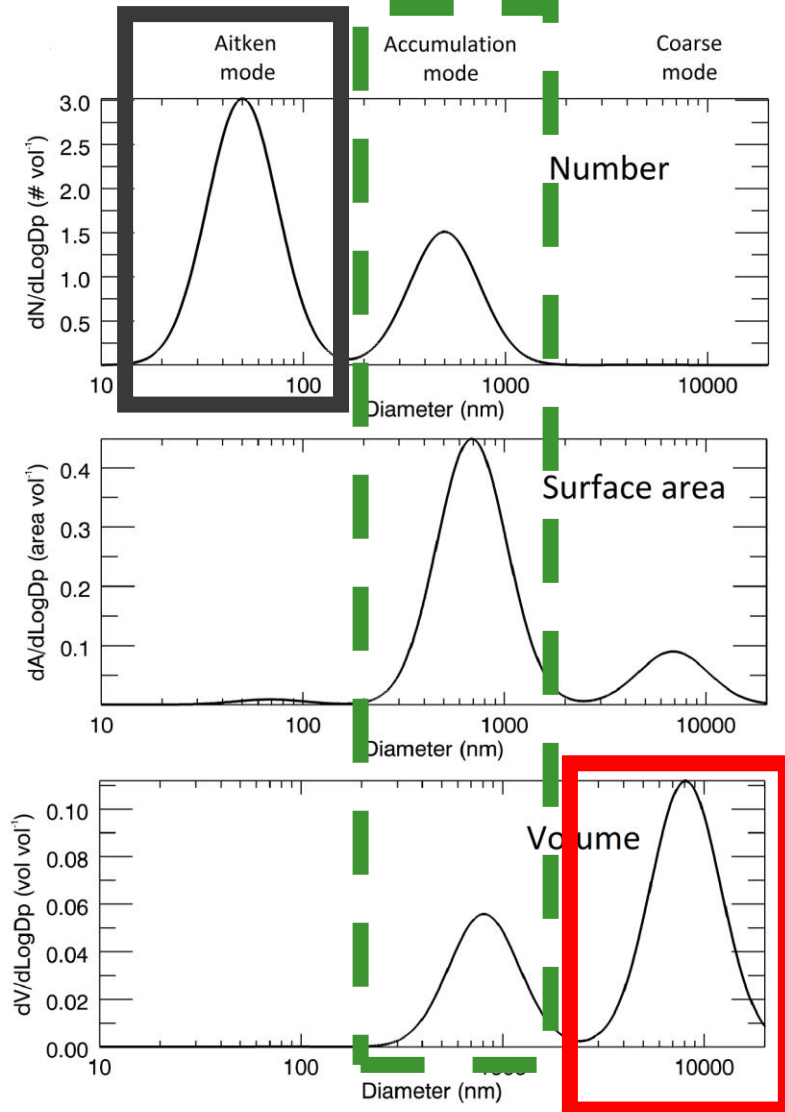 Aitken
mode
Accumulation
mode
Coarse
mode
3.0
2.5
2.0
1.5
1.0
0.5
dN/dLogDp (# vol⁻¹)
Number
10
100
1000
10000
Diameter (nm)
0.4
0.3
0.2
0.1
dA/dLogDp (area vol⁻¹)
Surface area
10
100
1000
10000
Diameter (nm)
0.10
0.08
0.06
0.04
0.02
0.00
dV/dLogDp (vol vol⁻¹)
Volume
10
100
1000
10000
Diameter (nm)